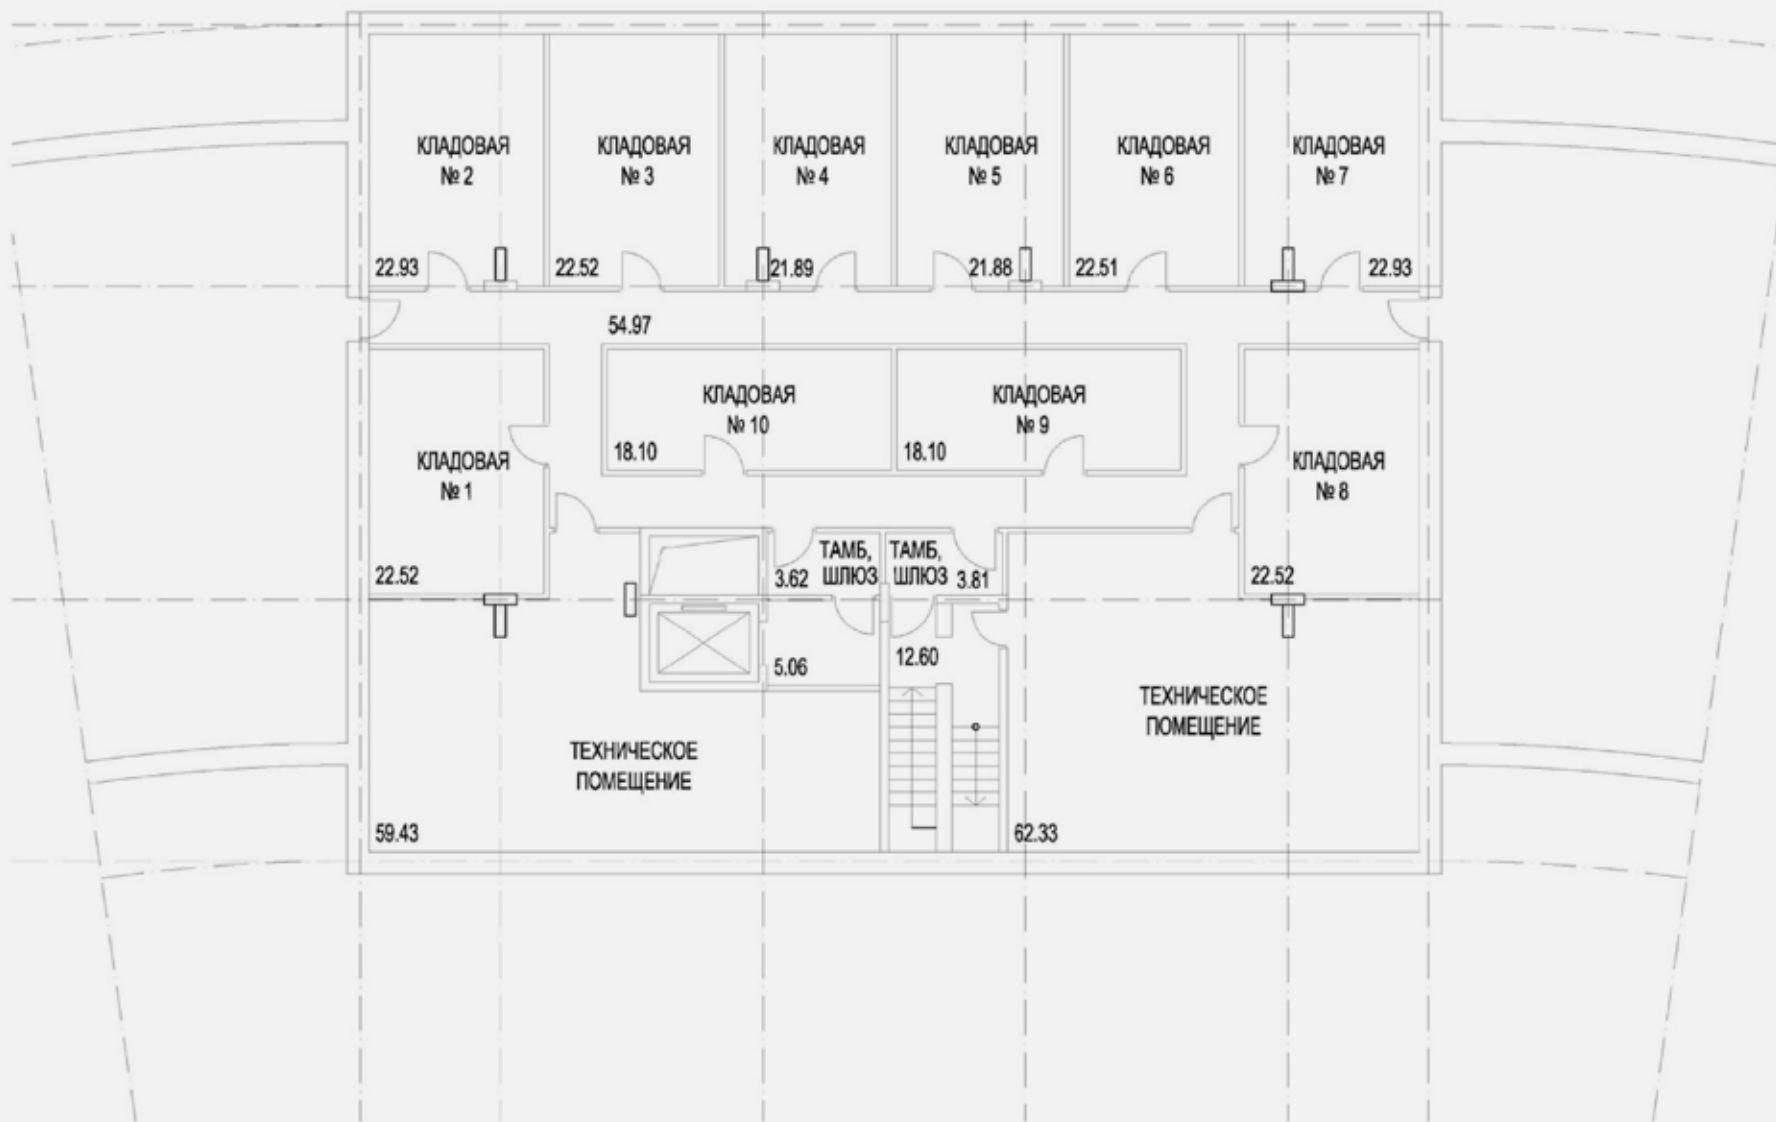 КЛАДОВАЯ
№ 2
КЛАДОВАЯ
№ 3
КЛАДОВАЯ
№ 4
КЛАДОВАЯ
№ 5
КЛАДОВАЯ
№ 6
КЛАДОВАЯ
№ 7
22.93
22.52
21.89
21.88
22.51
22.93
54.97
КЛАДОВАЯ
№ 10
КЛАДОВАЯ
№ 9
18.10
18.10
КЛАДОВАЯ
№ 1
КЛАДОВАЯ
№ 8
22.52
3.62
ТАМБ,
ШЛЮЗ
ТАМБ,
ШЛЮЗ
3.81
22.52
5.06
12.60
ТЕХНИЧЕСКОЕ
ПОМЕЩЕНИЕ
ТЕХНИЧЕСКОЕ
ПОМЕЩЕНИЕ
59.43
62.33